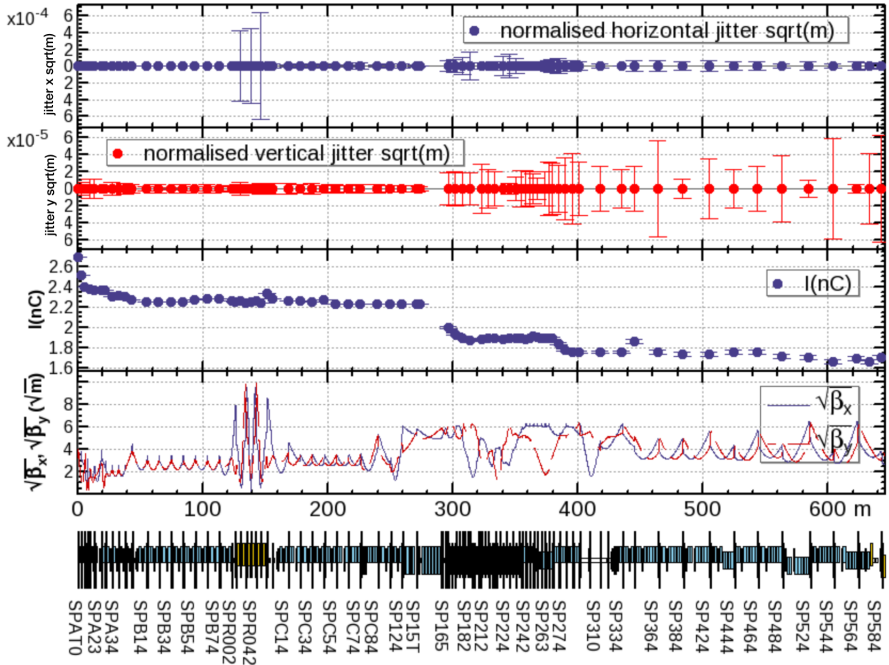 x10⁻⁴
6
4
2
0
2
4
6
jitter x sqrt(m)
normalised horizontal jitter sqrt(m)
x10⁻⁵
6
4
2
0
2
4
6
jitter y sqrt(m)
normalised vertical jitter sqrt(m)
2.6
2.4
2.2
2
1.8
1.6
I(nC)
I(nC)
8
6
4
2
√βx, √βy (√m)
√βx
√βy
0 100 200 300 400 500 600 m
SPAT0 SPA23 SPA34 SPB14 SPB34 SPB54 SPB74 SPR002 SPR042 SPC14 SPC34 SPC54 SPC74 SPC84 SP124 SP15T SP165 SP182 SP212 SP224 SP242 SP263 SP274 SP310 SP334 SP364 SP384 SP424 SP444 SP464 SP484 SP524 SP544 SP564 SP584